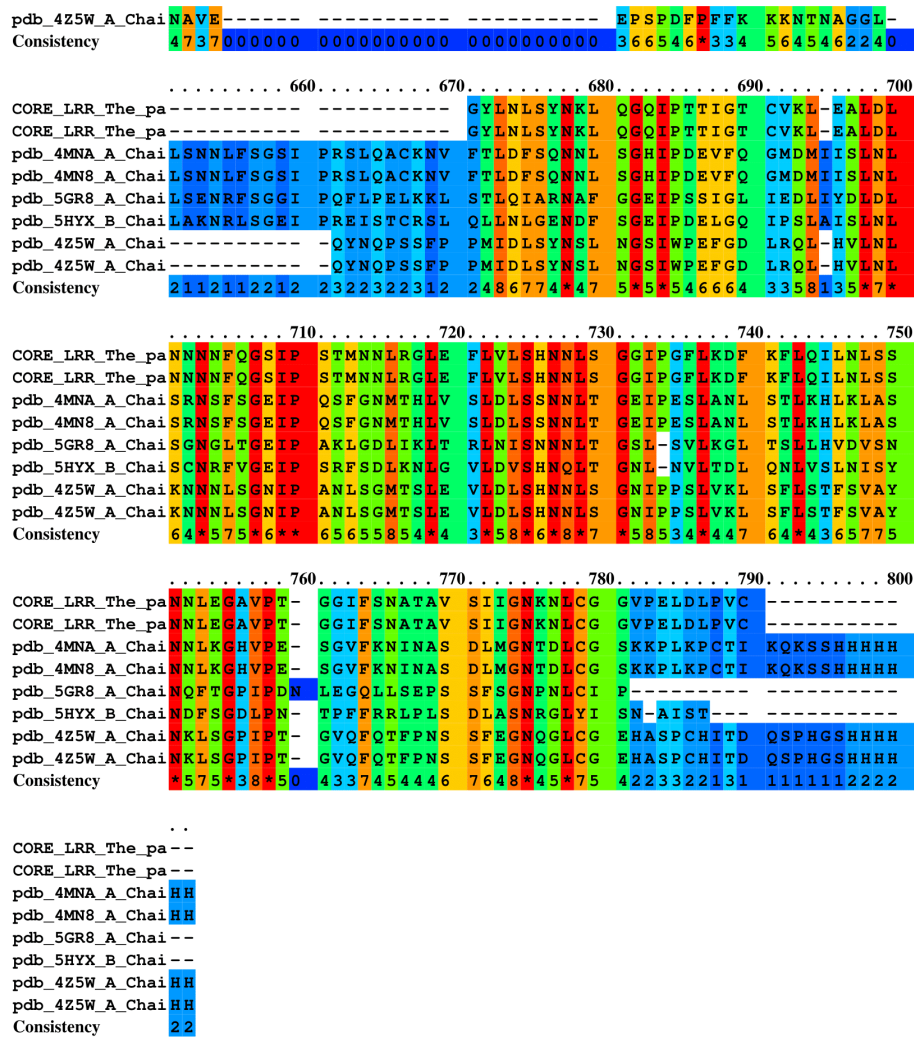 pdb_4Z5W_A_Chai NAVE------ ---------- ---------- EPSPDFPFFK KKNTNAGGL-
Consistency 4737000000 0000000000 0000000000 366546*334 5645462240
. . . . . . . . . 660 . . . . . . . . . 670 . . . . . . . . . 680 . . . . . . . . . 690 . . . . . . . . . 700
CORE_LRR_The_pa ---------- ---------- GYLNLSYNKL QGQIPTTIGT CVKL-EALDL
CORE_LRR_The_pa ---------- ---------- GYLNLSYNKL QGQIPTTIGT CVKL-EALDL
pdb_4MNA_A_Chai LSNNLFSGSI PRSLQACKNV FTLDFSQNNL SGHIPDEVFQ GMDMIISLNL
pdb_4MN8_A_Chai LSNNLFSGSI PRSLQACKNV FTLDFSQNNL SGHIPDEVFQ GMDMIISLNL
pdb_5GR8_A_Chai LSENRFSGGI PQFLPELKKL STLQIARNAF GGEIPSSIGL LIEDLIYDLDL
pdb_5HYX_B_Chai LAKNRLSGEI PREISTCRSL QLLNLGENDF SGEIPDELGQ IPSLAISLNL
pdb_4Z5W_A_Chai ---------- -QYNQPSSFP PMIDLSYNSL NGSIWPEFGD LRQL-HVLNL
pdb_4Z5W_A_Chai ---------- -QYNQPSSFP PMIDLSYNSL NGSIWPEFGD LRQL-HVLNL
Consistency 2112112212 2322322312 2486774*47 5*5*546664 3358135*7*
. . . . . . . . . 710 . . . . . . . . . 720 . . . . . . . . . 730 . . . . . . . . . 740 . . . . . . . . . 750
CORE_LRR_The_pa NNNNFQGSIP STMNNLRGLE FLVLSHNNLS GGIPGFLKDF KFLQILNLSS
CORE_LRR_The_pa NNNNFQGSIP STMNNLRGLE FLVLSHNNLS GGIPGFLKDF KFLQILNLSS
pdb_4MNA_A_Chai SRNSFSGEIP QSFGNMTHLV SLDLSSNNLT GEIPESLANL STLKHLKLAS
pdb_4MN8_A_Chai SRNSFSGEIP QSFGNMTHLV SLDLSSNNLT GEIPESLANL STLKHLKLAS
pdb_5GR8_A_Chai SGNGLTGEIP AKLGDLIKLT RLNISNNNLT GSL-SVLKGL TSLLHVDVSN
pdb_5HYX_B_Chai SCNRFVGEIP SRFSDLKNLG VLDVSHNQLT GNL-NVLTDL QNLVSLNISY
pdb_4Z5W_A_Chai KNNNLSGNIP ANLSGMTSLE VLDLSHNNLS GNIPPSLVKL SFLSTFSVAY
pdb_4Z5W_A_Chai KNNNLSGNIP ANLSGMTSLE VLDLSHNNLS GNIPPSLVKL SFLSTFSVAY
Consistency 64*575*6** 65655854*4 3*58*6*8*7 *58534*447 64*4365775
. . . . . . . . . 760 . . . . . . . . . 770 . . . . . . . . . 780 . . . . . . . . . 790 . . . . . . . . . 800
CORE_LRR_The_pa NNLEGAVPT- GGIFSNATAV SIIGNKNLCG GVPELDLPVC ----------
CORE_LRR_The_pa NNLEGAVPT- GGIFSNATAV SIIGNKNLCG GVPELDLPVC ----------
pdb_4MNA_A_Chai NNLKGHVPE- SGVFKNINAS DLMGNTDLCG SKKPLKPCTI KQKSSHHHHH
pdb_4MN8_A_Chai NNLKGHVPE- SGVFKNINAS DLMGNTDLCG SKKPLKPCTI KQKSSHHHHH
pdb_5GR8_A_Chai NQFTGPIPDN LEGQLLSEPS SFSGNPNLCI P--------- ----------
pdb_5HYX_B_Chai NDFSGDLPN- TPFFRRLPLS DLASNRGLYI SN-AIST--- ----------
pdb_4Z5W_A_Chai NKLSGPIPT- GVQFQTFPNS SFEGNQGLCG EHASPCHITD QSPHGSHHHH
pdb_4Z5W_A_Chai NKLSGPIPT- GVQFQTFPNS SFEGNQGLCG EHASPCHITD QSPHGSHHHH
Consistency *575*38*50 4337454446 7648*45*75 4223322131 1111112222
. .
CORE_LRR_The_pa --
CORE_LRR_The_pa --
pdb_4MNA_A_Chai HH
pdb_4MN8_A_Chai HH
pdb_5GR8_A_Chai --
pdb_5HYX_B_Chai --
pdb_4Z5W_A_Chai HH
pdb_4Z5W_A_Chai HH
Consistency 22